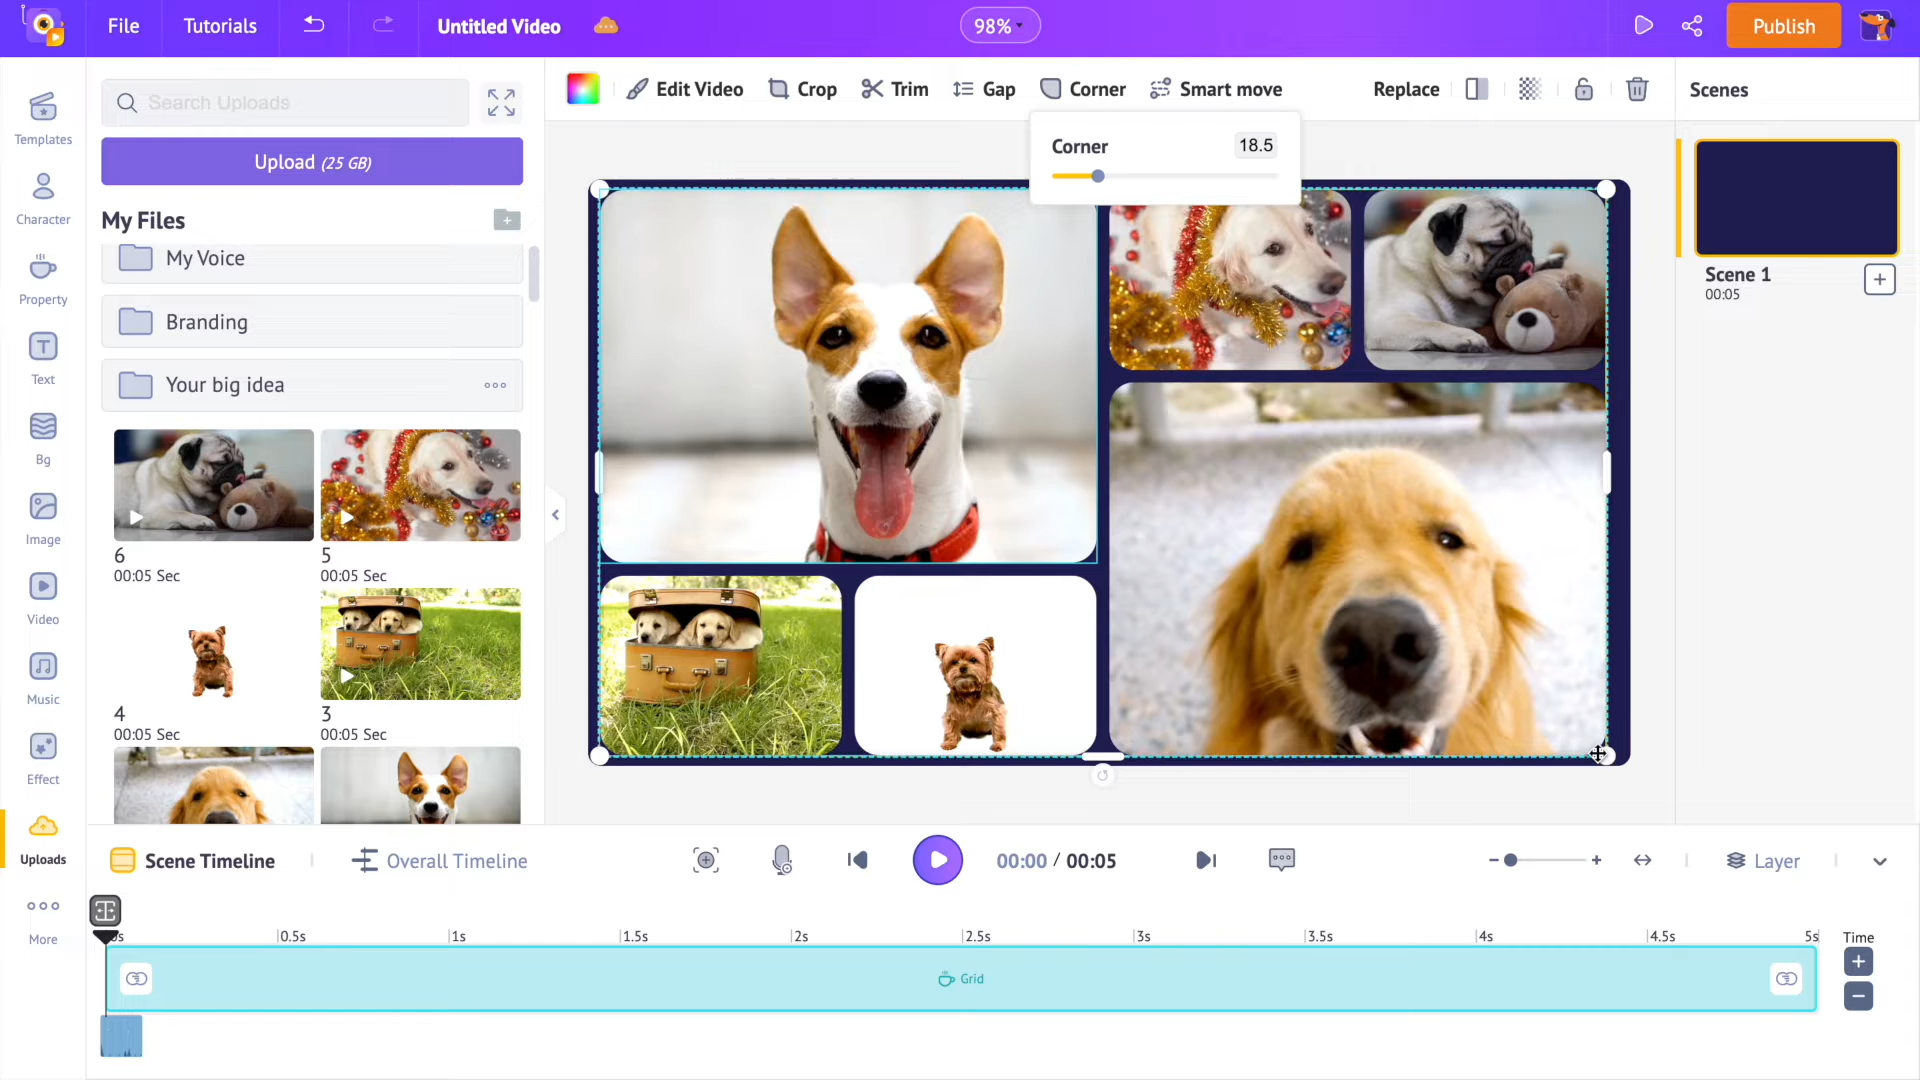 File
Tutorials
Untitled Video
98%
Publish
Search Uploads
Edit Video
Crop
Trim
Gap
Corner
Smart move
Replace
Scenes
Templates
Upload (25 GB)
Corner
18.5
Character
My Files
My Voice
Scene 1
00:05
Property
Branding
Text
Your big idea
Bg
Image
6
00:05 Sec
5
00:05 Sec
Video
Music
4
00:05 Sec
3
00:05 Sec
Effect
Uploads
Scene Timeline
Overall Timeline
00:00 / 00:05
Layer
More
0s
0.5s
1s
1.5s
2s
2.5s
3s
3.5s
4s
4.5s
5s
Time
Grid